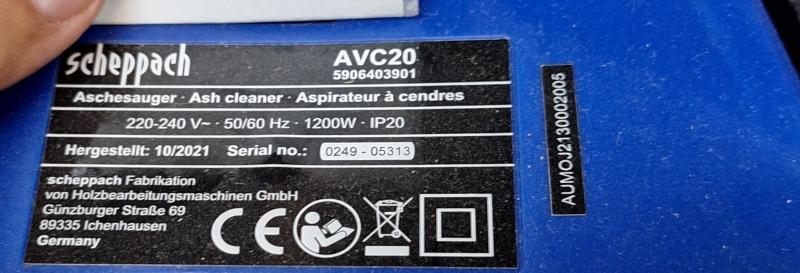 scheppach
AVC20
5906403901
Aschesauger · Ash cleaner · Aspirateur à cendres
220-240 V~ · 50/60 Hz · 1200W · IP20
Hergestellt: 10/2021 Serial no.: 0249 - 05313
scheppach Fabrikation
von Holzbearbeitungsmaschinen GmbH
Günzburger Straße 69
89335 Ichenhausen
Germany
CE
AUMOJ2130002005